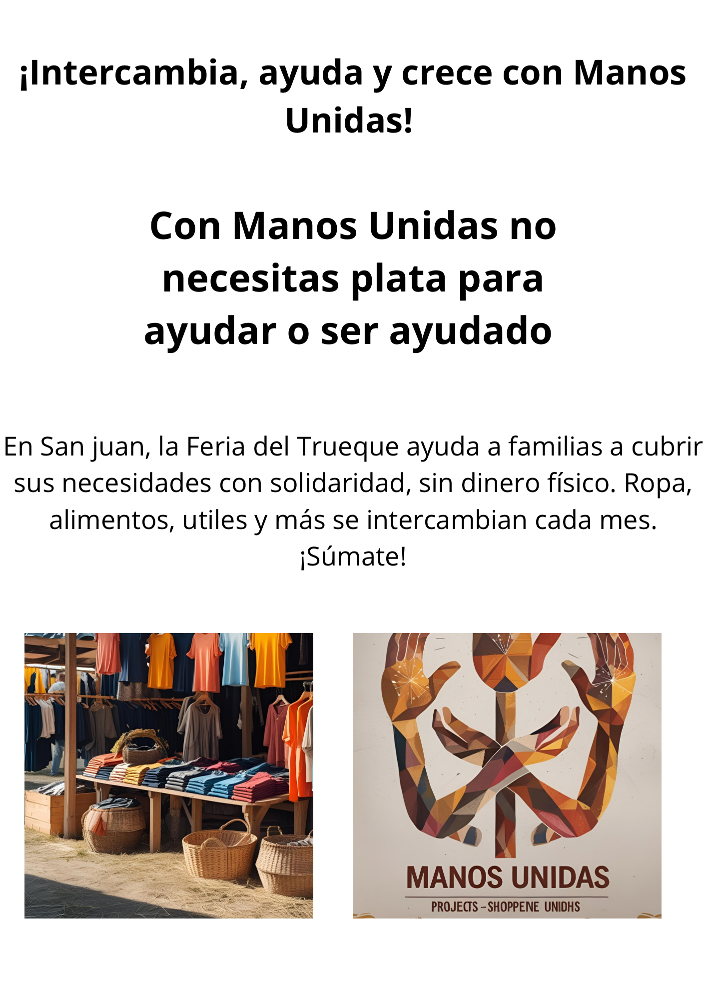 ¡Intercambia, ayuda y crece con Manos
Unidas!
Con Manos Unidas no
necesitas plata para
ayudar o ser ayudado
En San juan, la Feria del Trueque ayuda a familias a cubrir
sus necesidades con solidaridad, sin dinero físico. Ropa,
alimentos, utiles y más se intercambian cada mes.
¡Súmate!
MANOS UNIDAS
PROJECTS - SHOPPENE UNIDHS